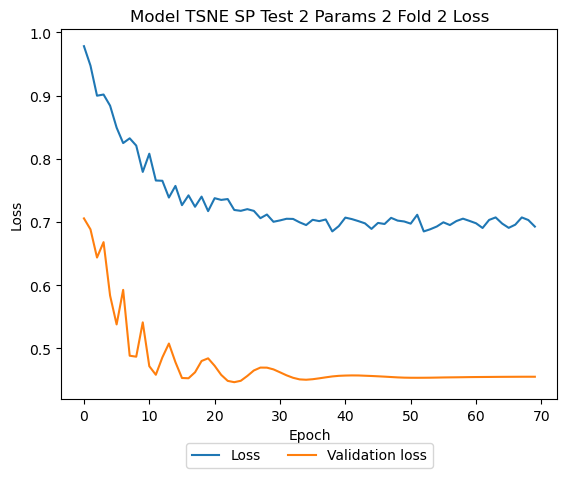 Model TSNE SP Test 2 Params 2 Fold 2 Loss
1.0
0.9
0.8
0.7
0.6
0.5
Loss
0 10 20 30 40 50 60 70
Epoch
Loss Validation loss